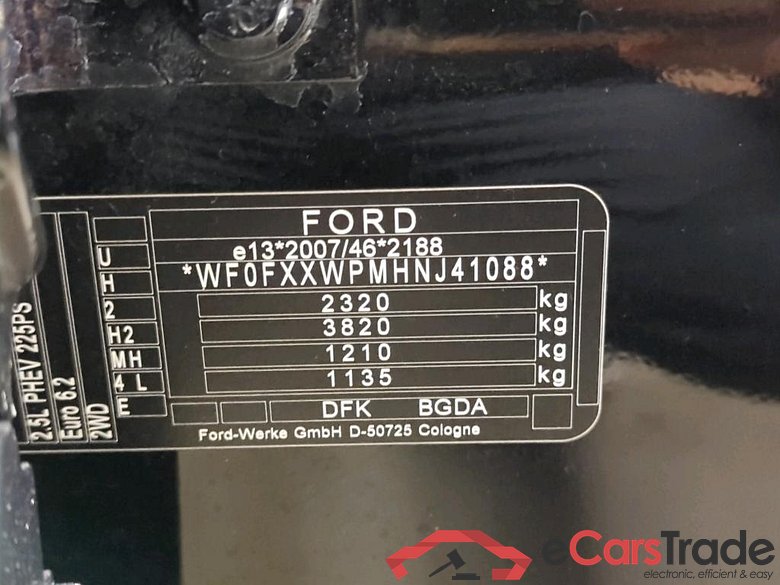 FORD
e13*2007/46*2188
*WF0FXXWPMHNJ41088*
2320 kg
3820 kg
1210 kg
1135 kg
DFK BGDA
Ford-Werke GmbH D-50725 Cologne
U
H
2
H2
MH
4 L
E
2.5L PHEV 225PS
Euro 6.2
2WD
eCarsTrade
electronic, efficient & easy